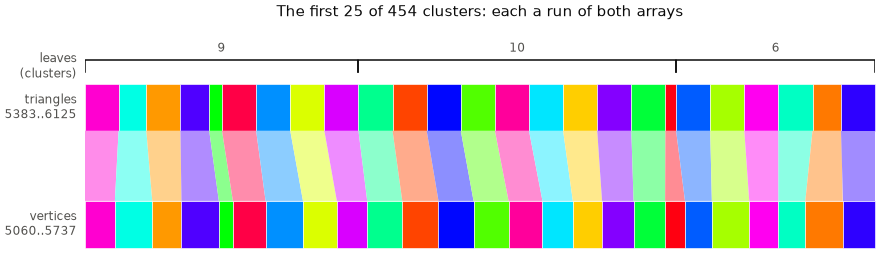 The first 25 of 454 clusters: each a run of both arrays
9 10 6
leaves
(clusters)
triangles
5383..6125
vertices
5060..5737